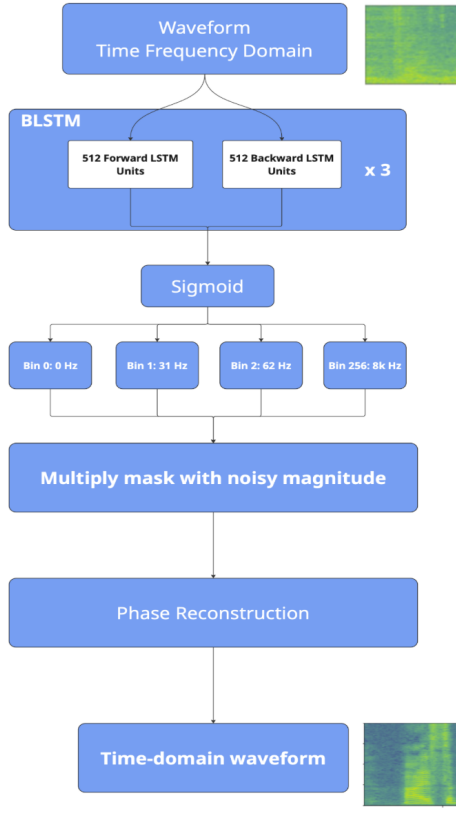 Waveform
Time Frequency Domain
BLSTM
512 Forward LSTM
Units
512 Backward LSTM
Units
x 3
Sigmoid
Bin 0: 0 Hz
Bin 1: 31 Hz
Bin 2: 62 Hz
Bin 256: 8k Hz
Multiply mask with noisy magnitude
Phase Reconstruction
Time-domain waveform